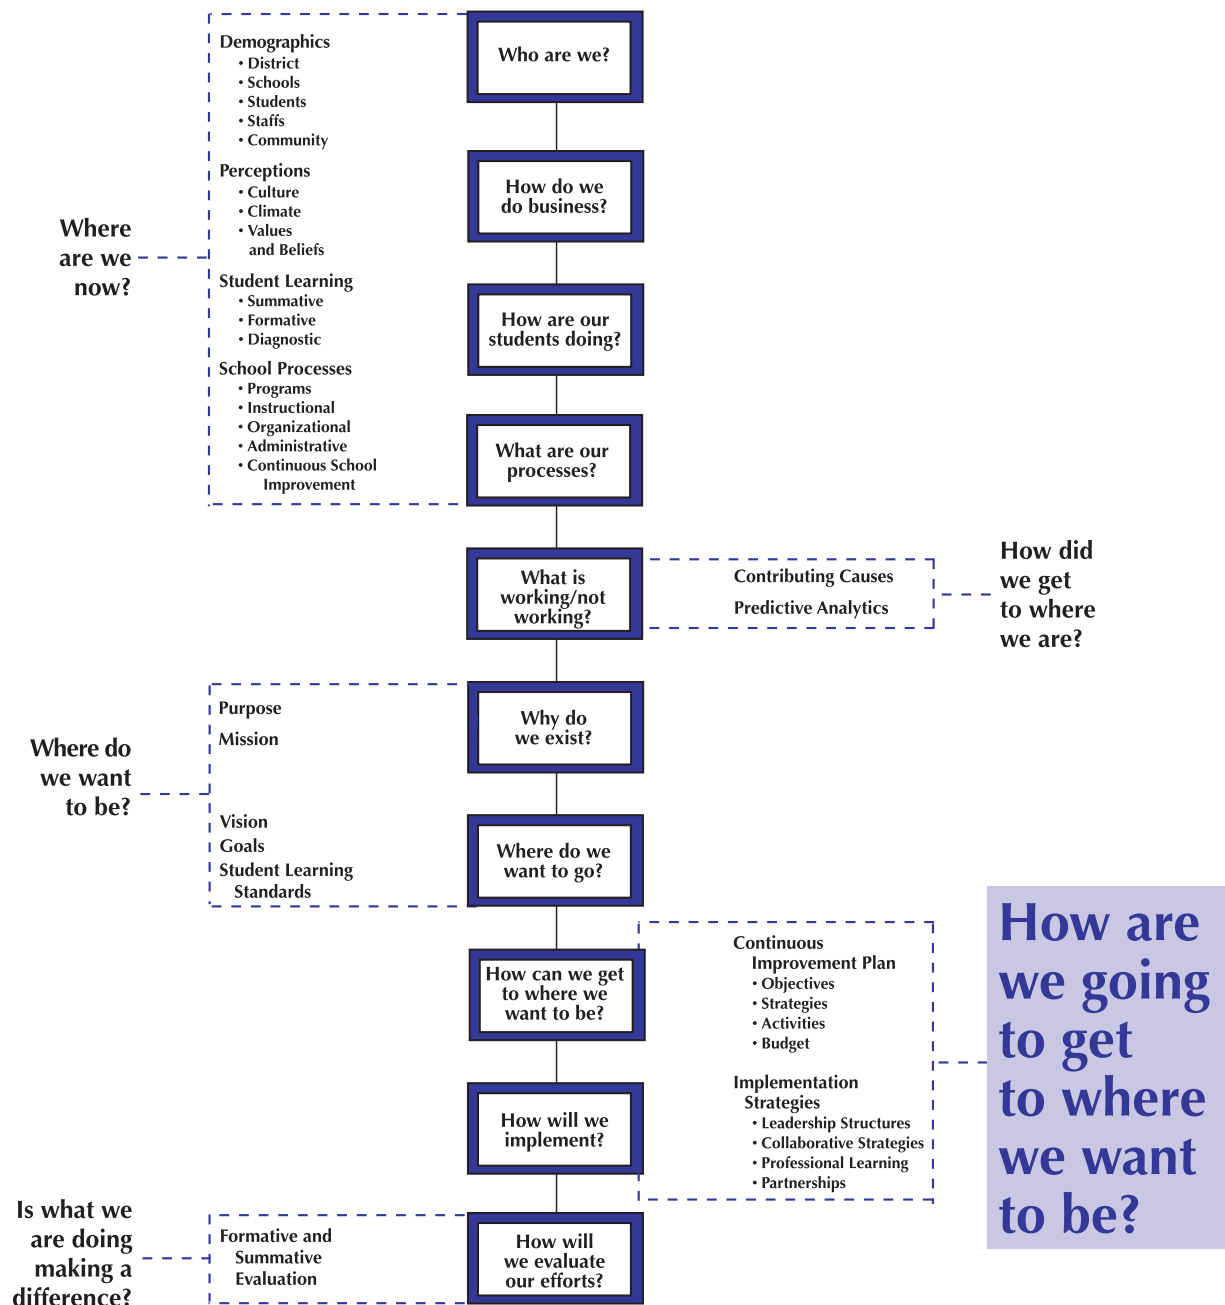 Who are we?
Demographics
• District
• Schools
• Students
• Staffs
• Community
How do we
do business?
Perceptions
• Culture
• Climate
• Values
and Beliefs
Where
are we
now?
Student Learning
• Summative
• Formative
• Diagnostic
How are our
students doing?
School Processes
• Programs
• Instructional
• Organizational
• Administrative
• Continuous School
Improvement
What are our
processes?
What is
working/not
working?
Contributing Causes
Predictive Analytics
How did
we get
to where
we are?
Purpose
Mission
Why do
we exist?
Where do
we want
to be?
Vision
Goals
Student Learning
Standards
Where do we
want to go?
How can we get
to where we
want to be?
Continuous
Improvement Plan
• Objectives
• Strategies
• Activities
• Budget
Implementation
Strategies
• Leadership Structures
• Collaborative Strategies
• Professional Learning
• Partnerships
How are
we going
to get
to where
we want
to be?
How will we
implement?
Is what we
are doing
making a
difference?
Formative and
Summative
Evaluation
How will
we evaluate
our efforts?